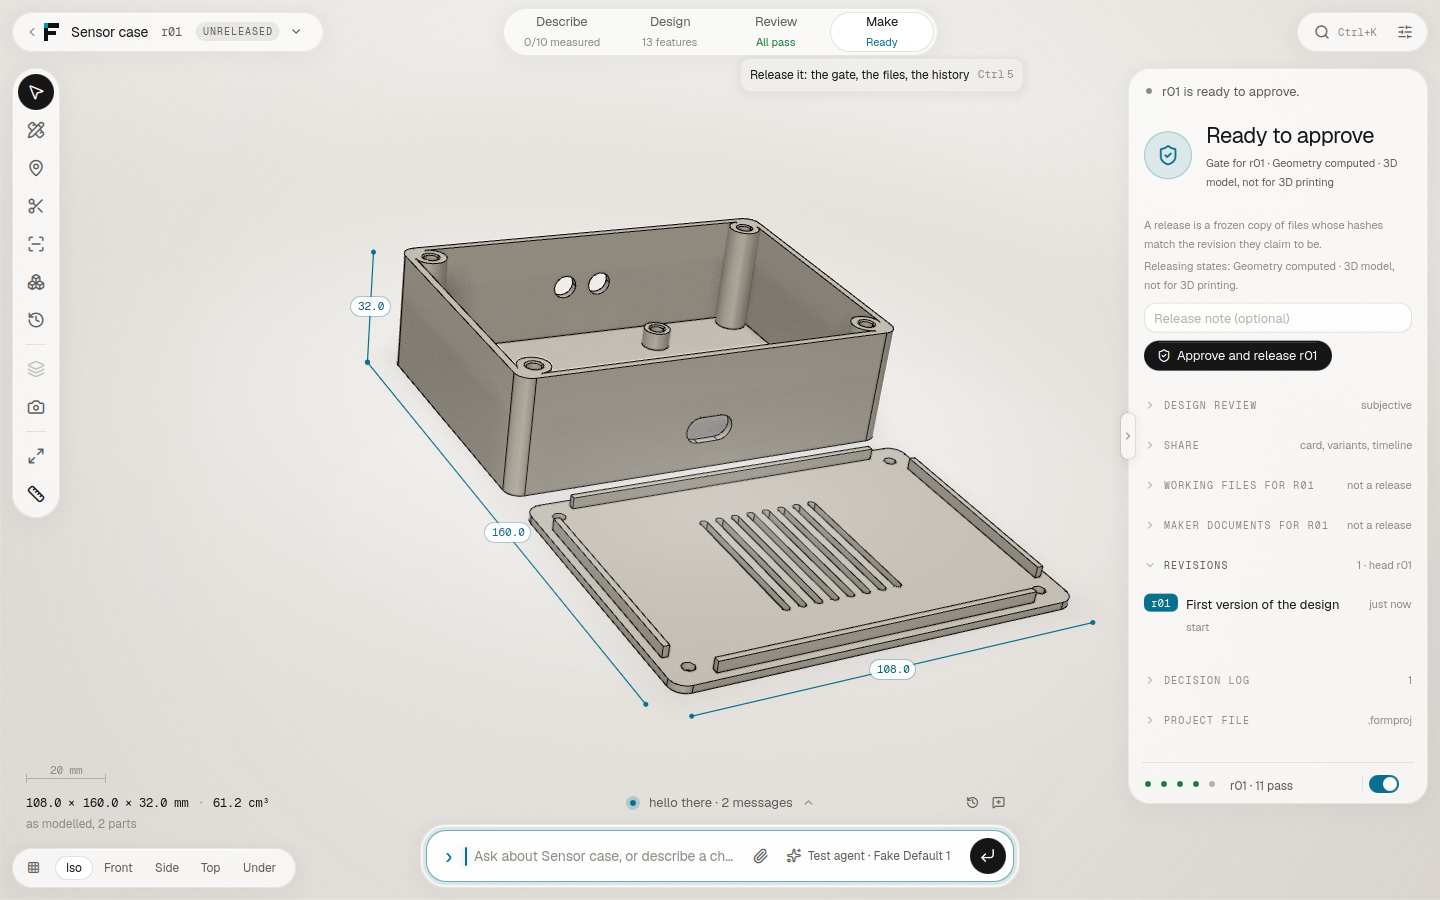 Sensor case r01 UNRELEASED
Describe
0/10 measured
Design
13 features
Review
All pass
Make
Ready
Ctrl+K
Release it: the gate, the files, the history Ctrl 5
r01 is ready to approve.
Ready to approve
Gate for r01 · Geometry computed · 3D
model, not for 3D printing
A release is a frozen copy of files whose hashes
match the revision they claim to be.
Releasing states: Geometry computed · 3D model,
not for 3D printing.
Release note (optional)
Approve and release r01
DESIGN REVIEW subjective
SHARE card, variants, timeline
WORKING FILES FOR R01 not a release
MAKER DOCUMENTS FOR R01 not a release
REVISIONS 1 · head r01
r01 First version of the design just now
start
DECISION LOG 1
PROJECT FILE .formproj
r01 · 11 pass
32.0
160.0
108.0
20 mm
108.0 × 160.0 × 32.0 mm · 61.2 cm³
as modelled, 2 parts
Iso Front Side Top Under
hello there · 2 messages
Ask about Sensor case, or describe a ch...
Test agent · Fake Default 1